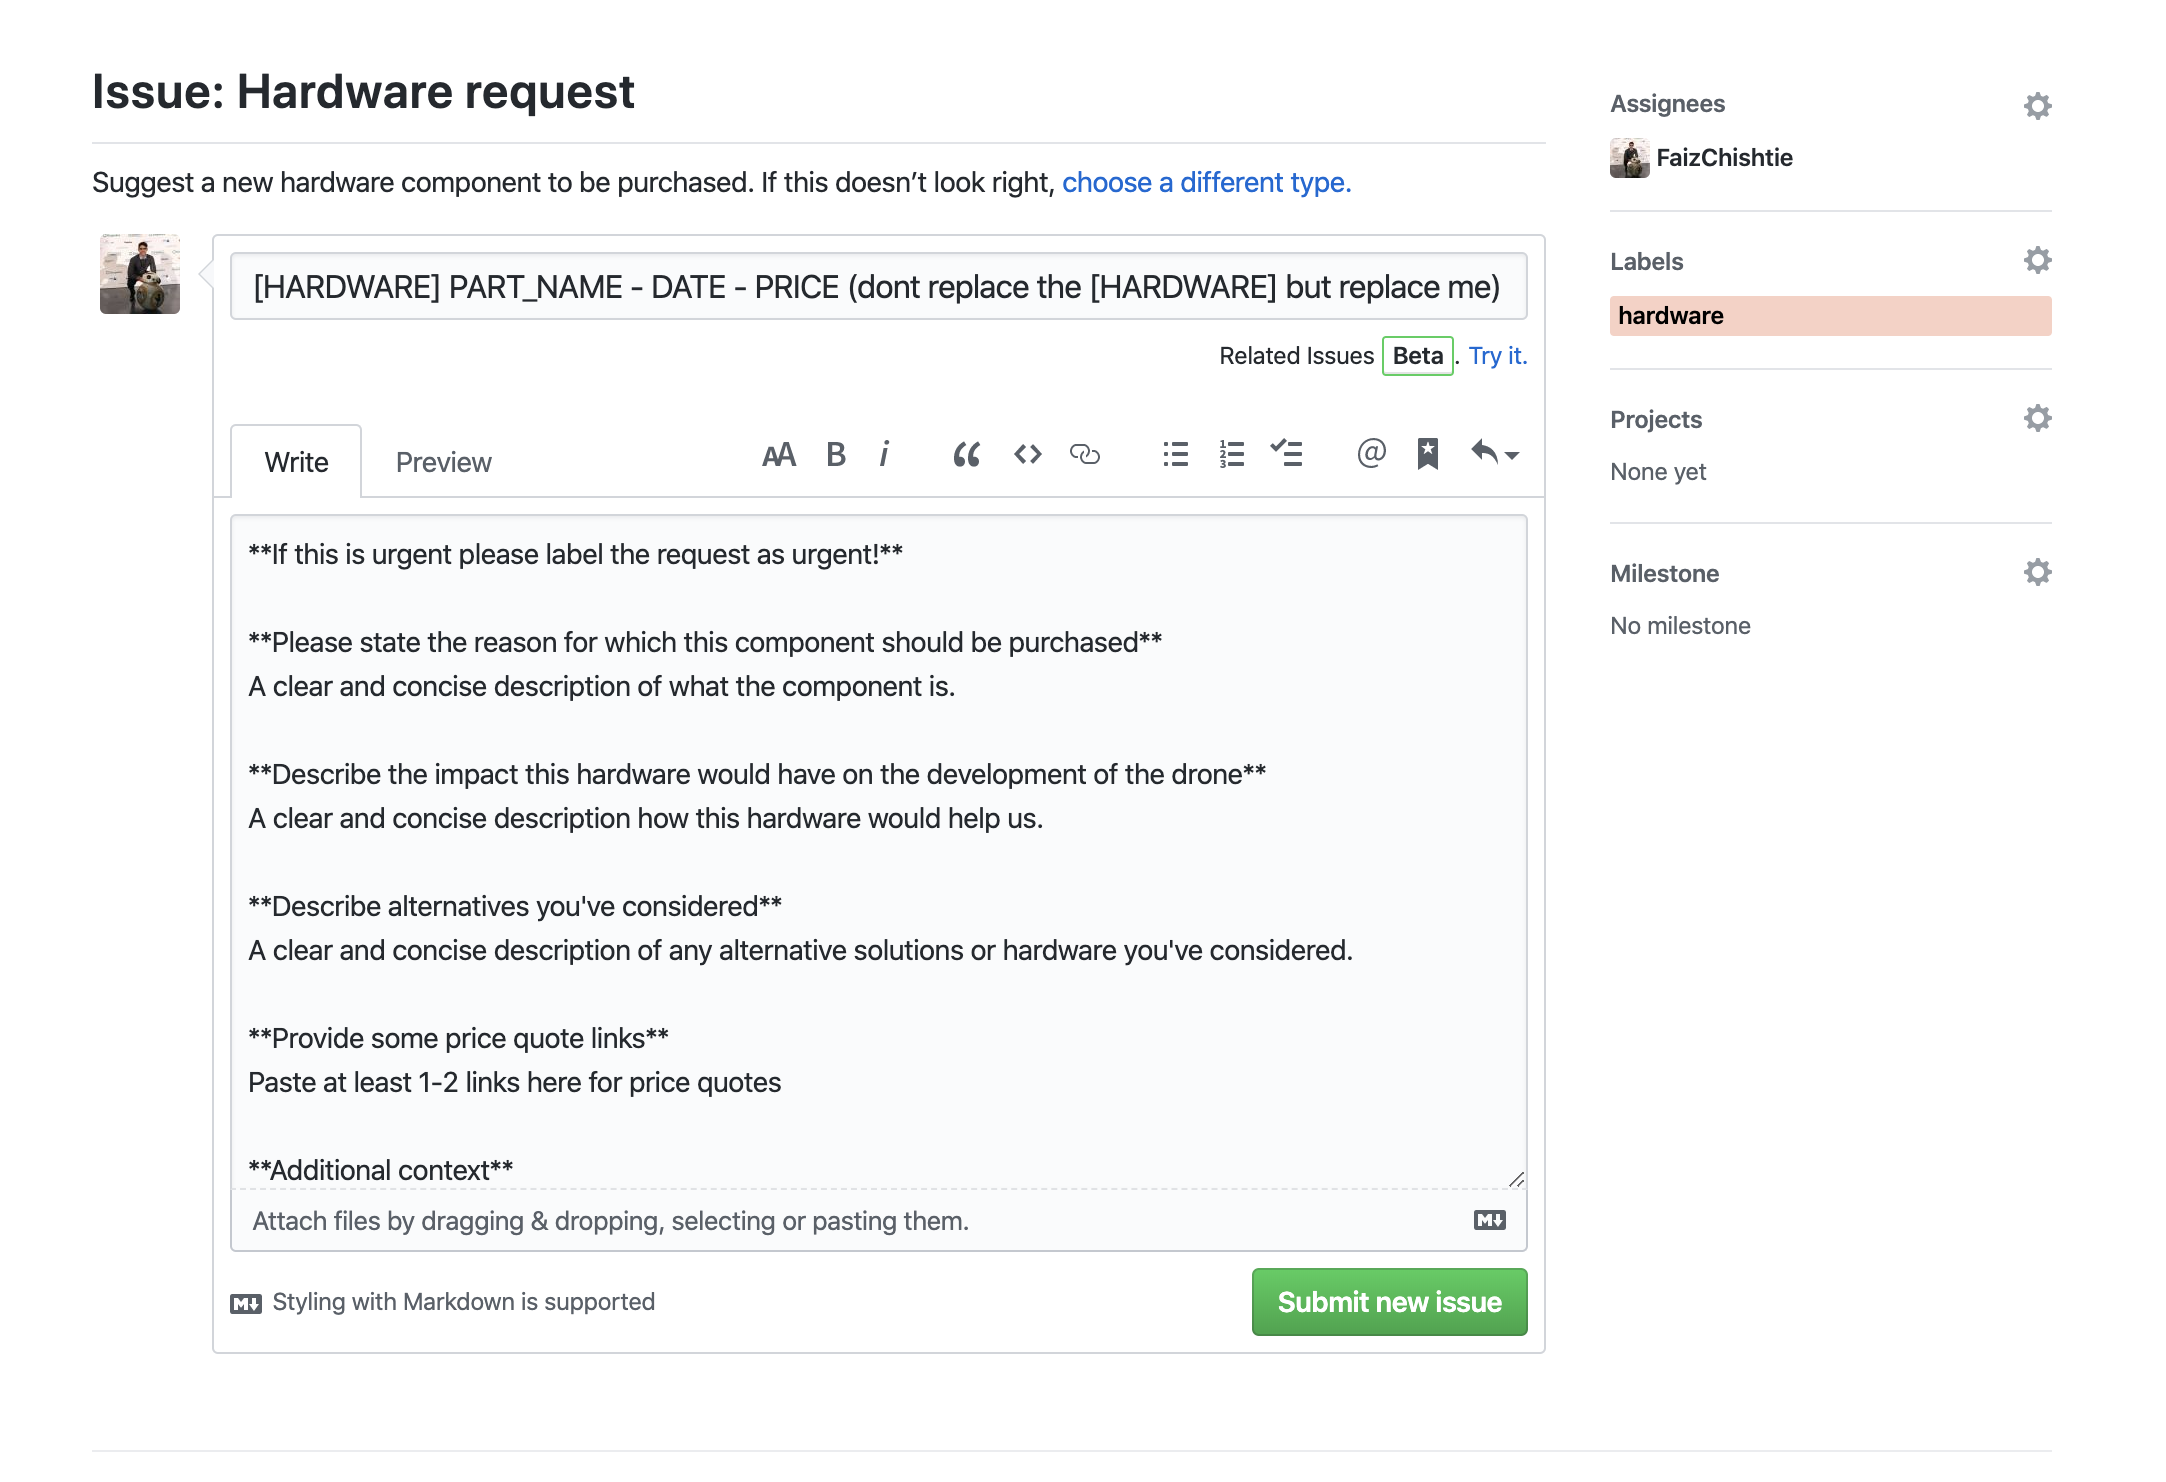 Issue: Hardware request
Suggest a new hardware component to be purchased. If this doesn’t look right, choose a different type.
[HARDWARE] PART_NAME - DATE - PRICE (dont replace the [HARDWARE] but replace me)
Related Issues Beta. Try it.
Write Preview
**If this is urgent please label the request as urgent!**
**Please state the reason for which this component should be purchased**
A clear and concise description of what the component is.
**Describe the impact this hardware would have on the development of the drone**
A clear and concise description how this hardware would help us.
**Describe alternatives you've considered**
A clear and concise description of any alternative solutions or hardware you've considered.
**Provide some price quote links**
Paste at least 1-2 links here for price quotes
**Additional context**
Attach files by dragging & dropping, selecting or pasting them.
Styling with Markdown is supported
Submit new issue
Assignees
FaizChishtie
Labels
hardware
Projects
None yet
Milestone
No milestone